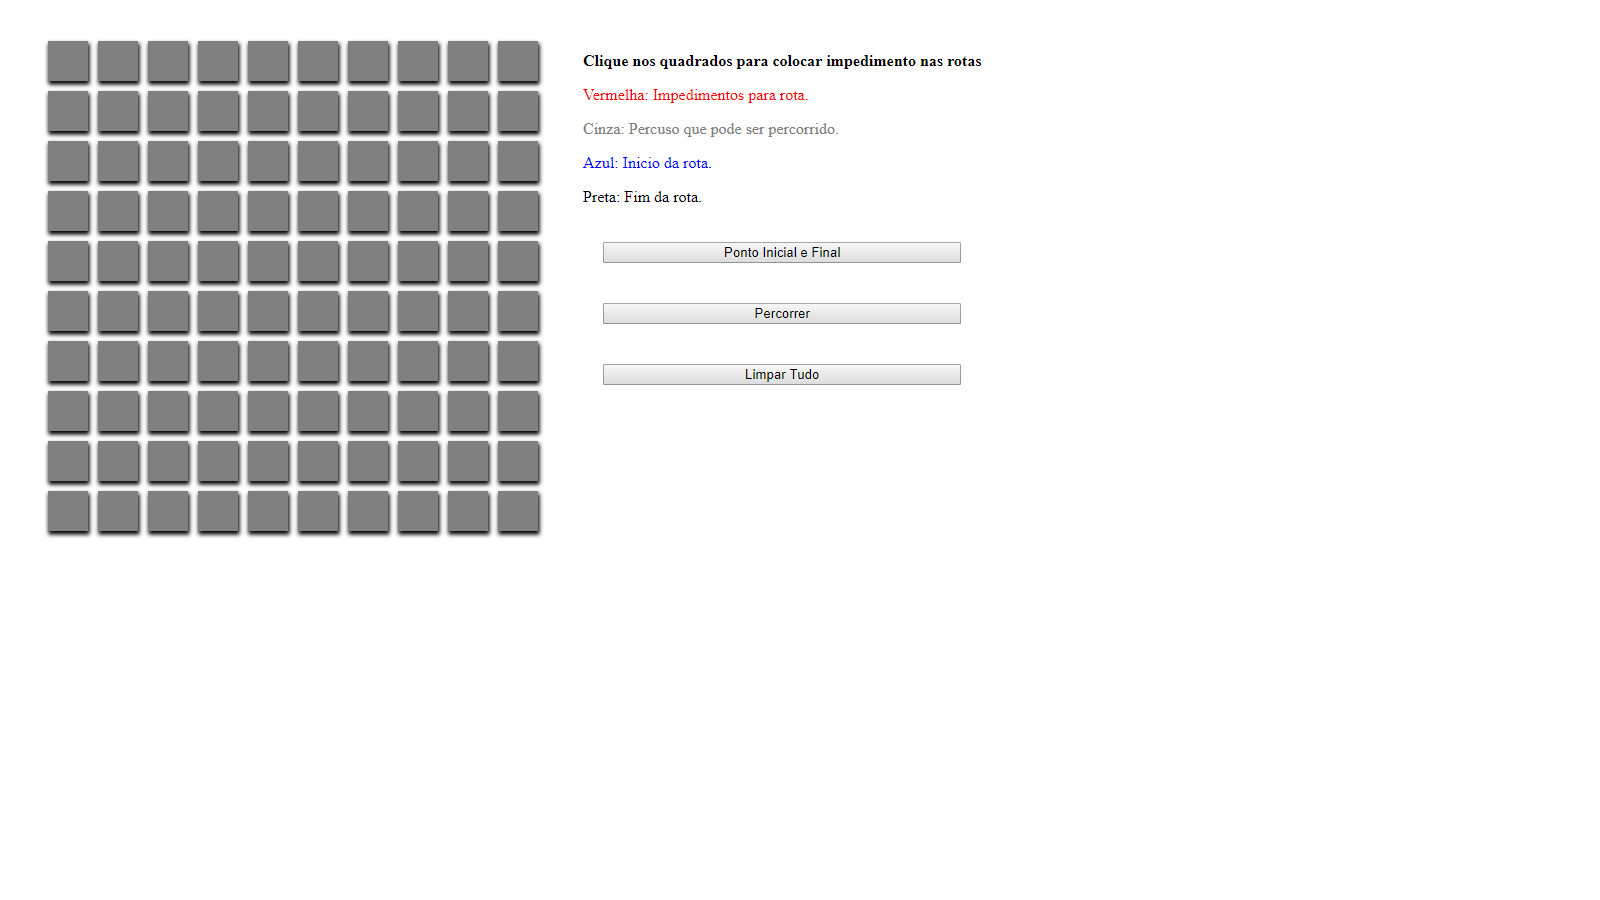 Clique nos quadrados para colocar impedimento nas rotas
Vermelha: Impedimentos para rota.
Cinza: Percuso que pode ser percorrido.
Azul: Inicio da rota.
Preta: Fim da rota.
Ponto Inicial e Final
Percorrer
Limpar Tudo